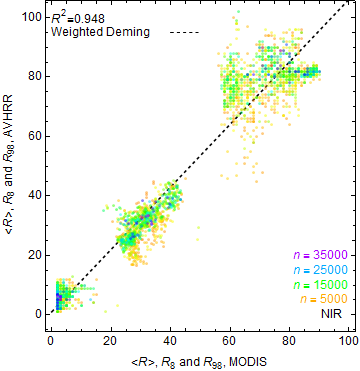 R²=0.948
Weighted Deming
100
80
60
40
20
0
<R>, R₈ and R₉₈, AVHRR
n = 35000
n = 25000
n = 15000
n = 5000
NIR
0 20 40 60 80 100
<R>, R₈ and R₉₈, MODIS